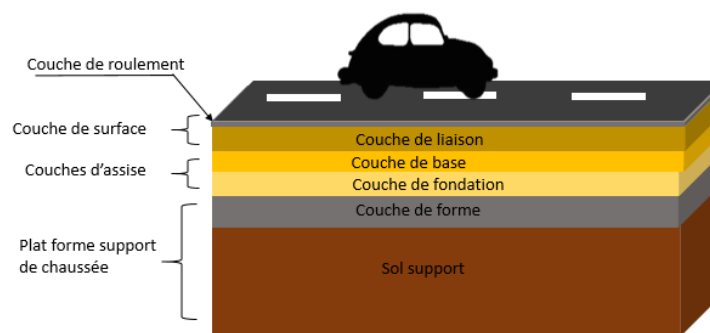 Couche de roulement
Couche de surface
Couche de liaison
Couche de base
Couches d’assise
Couche de fondation
Couche de forme
Plat forme support
de chaussée
Sol support